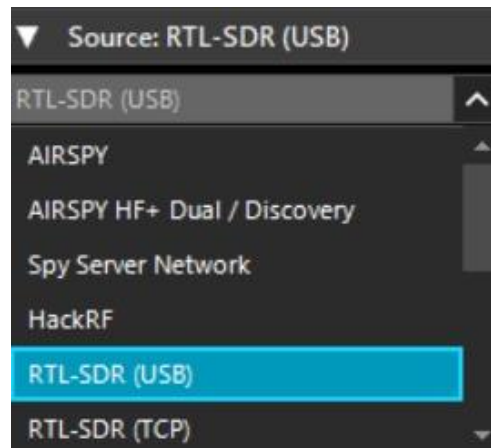 Source: RTL-SDR (USB)
RTL-SDR (USB)
AIRSPY
AIRSPY HF+ Dual / Discovery
Spy Server Network
HackRF
RTL-SDR (USB)
RTL-SDR (TCP)